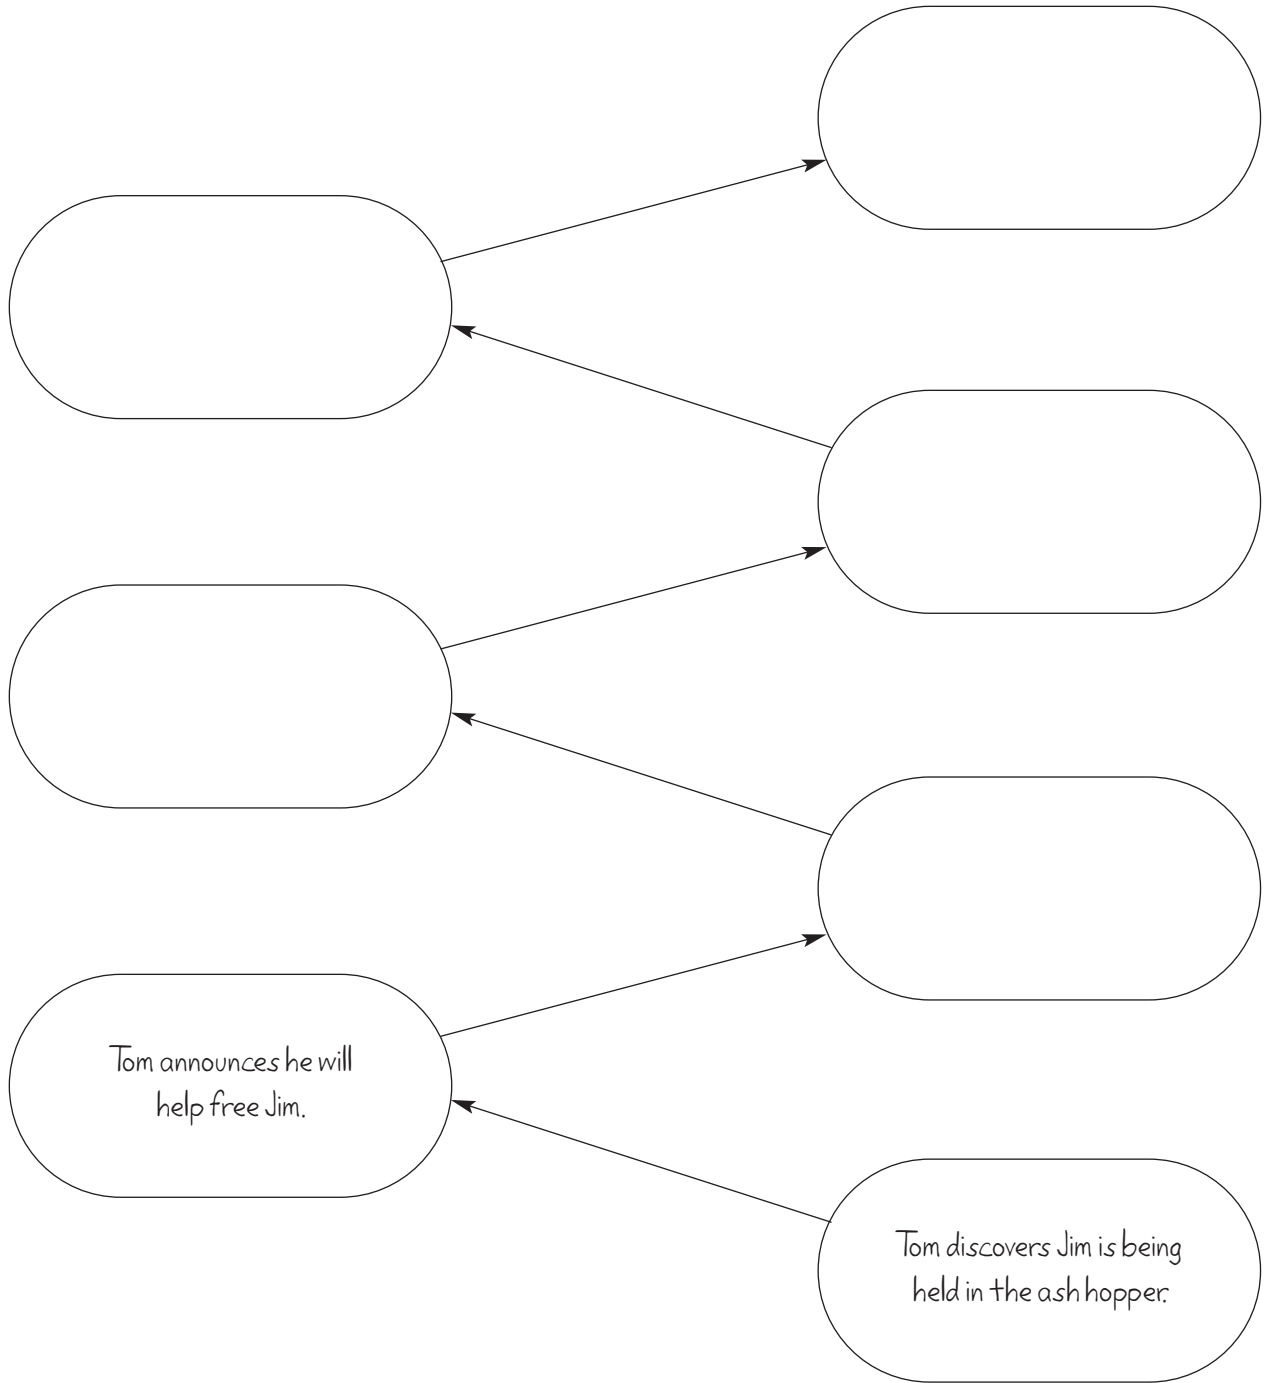 Tom announces he will
help free Jim.
Tom discovers Jim is being
held in the ash hopper.